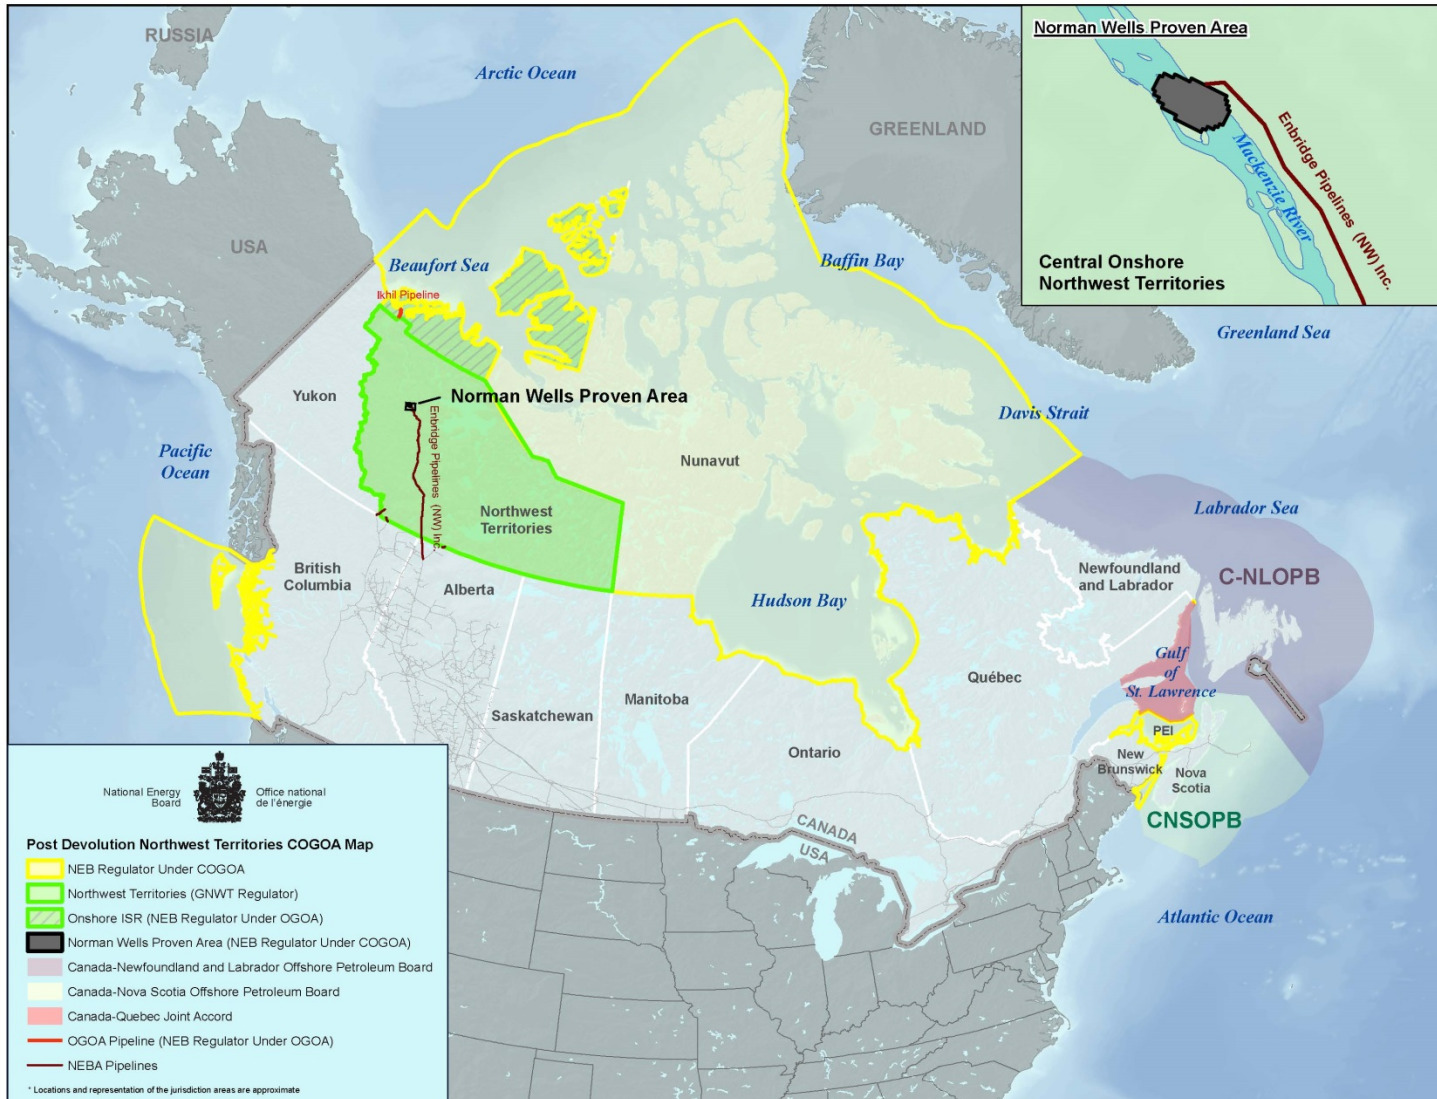 RUSSIA
Arctic Ocean
GREENLAND
USA
Beaufort Sea
Baffin Bay
Ikhil Pipeline
Greenland Sea
Yukon
Norman Wells Proven Area
Enbridge Pipelines (NW) Inc.
Davis Strait
Nunavut
Pacific
Ocean
Northwest
Territories
Labrador Sea
British
Columbia
Alberta
Newfoundland
and Labrador
C-NLOPB
Hudson Bay
Gulf
of
St. Lawrence
Québec
Manitoba
Saskatchewan
Ontario
PEI
New
Brunswick
Nova
Scotia
CNSOPB
CANADA
USA
Atlantic Ocean
Norman Wells Proven Area
Mackenzie River
Enbridge Pipelines (NW) Inc.
Central Onshore
Northwest Territories
National Energy
Board
Office national
de l'énergie
Post Devolution Northwest Territories COGOA Map
NEB Regulator Under COGOA
Northwest Territories (GNWT Regulator)
Onshore ISR (NEB Regulator Under OGOA)
Norman Wells Proven Area (NEB Regulator Under COGOA)
Canada-Newfoundland and Labrador Offshore Petroleum Board
Canada-Nova Scotia Offshore Petroleum Board
Canada-Quebec Joint Accord
OGOA Pipeline (NEB Regulator Under OGOA)
NEBA Pipelines
* Locations and representation of the jurisdiction areas are approximate